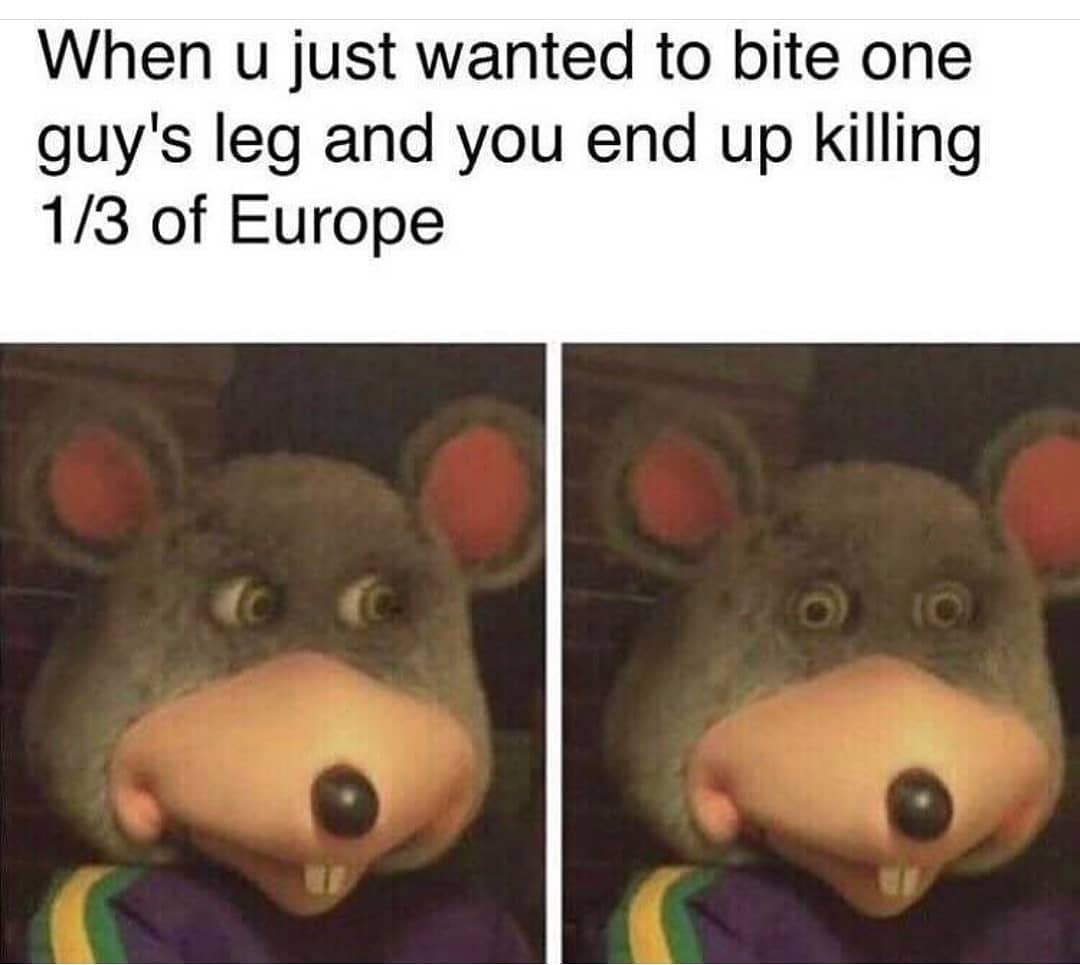 When u just wanted to bite one
guy's leg and you end up killing
1/3 of Europe